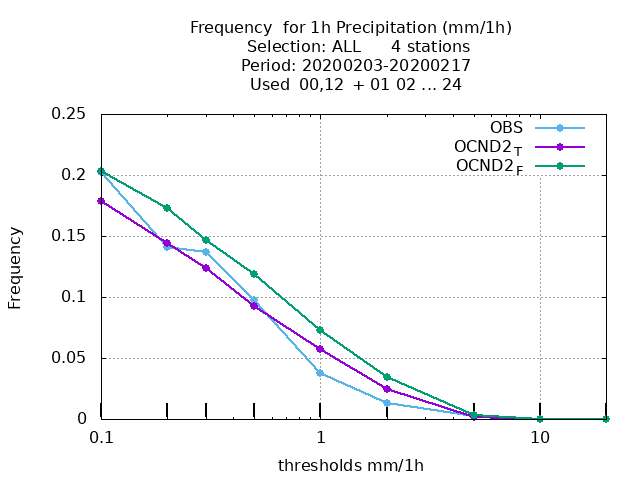 Frequency for 1h Precipitation (mm/1h)
Selection: ALL 4 stations
Period: 20200203-20200217
Used 00,12 + 01 02 ... 24
0.25
0.2
0.15
0.1
0.05
0
Frequency
OBS
OCND2T
OCND2F
0.1 1 10
thresholds mm/1h